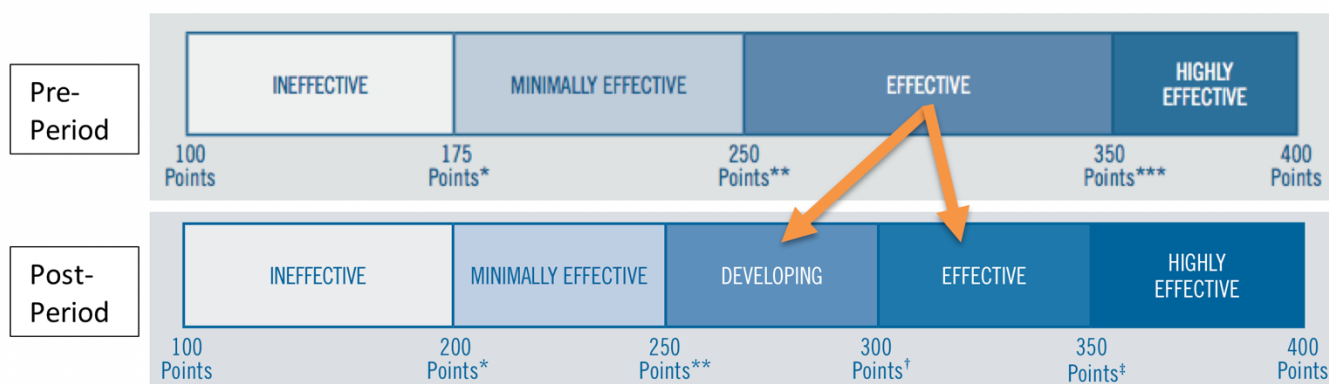 Pre-
Period
INEFFECTIVE
MINIMALLY EFFECTIVE
EFFECTIVE
HIGHLY
EFFECTIVE
100
Points
175
Points*
250
Points**
350
Points***
400
Points
Post-
Period
INEFFECTIVE
MINIMALLY EFFECTIVE
DEVELOPING
EFFECTIVE
HIGHLY
EFFECTIVE
100
Points
200
Points*
250
Points**
300
Points†
350
Points‡
400
Points